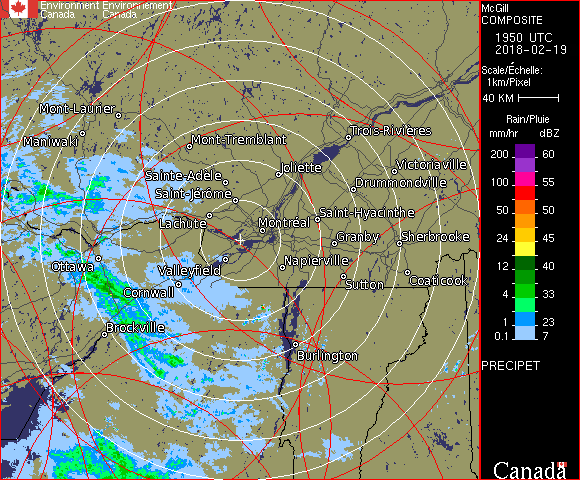 Environment Environnement
Canada Canada
McGill
COMPOSITE
1950 UTC
2018-02-19
Scale/Échelle:
1km/Pixel
40 KM
Rain/Pluie
mm/hr dBZ
200 60
150 57
100 55
50 50
24 45
12 40
4 33
1 23
0.1 7
PRECIPET
Mont-Laurier
Maniwaki
Mont-Tremblant
Trois-Rivières
Joliette
Victoriaville
Sainte-Adèle
Drummondville
Saint-Jérôme
Saint-Hyacinthe
Lachute
Montréal
Granby
Sherbrooke
Ottawa
Valleyfield
Napierville
Sutton
Coaticook
Cornwall
Brockville
Burlington
Canada